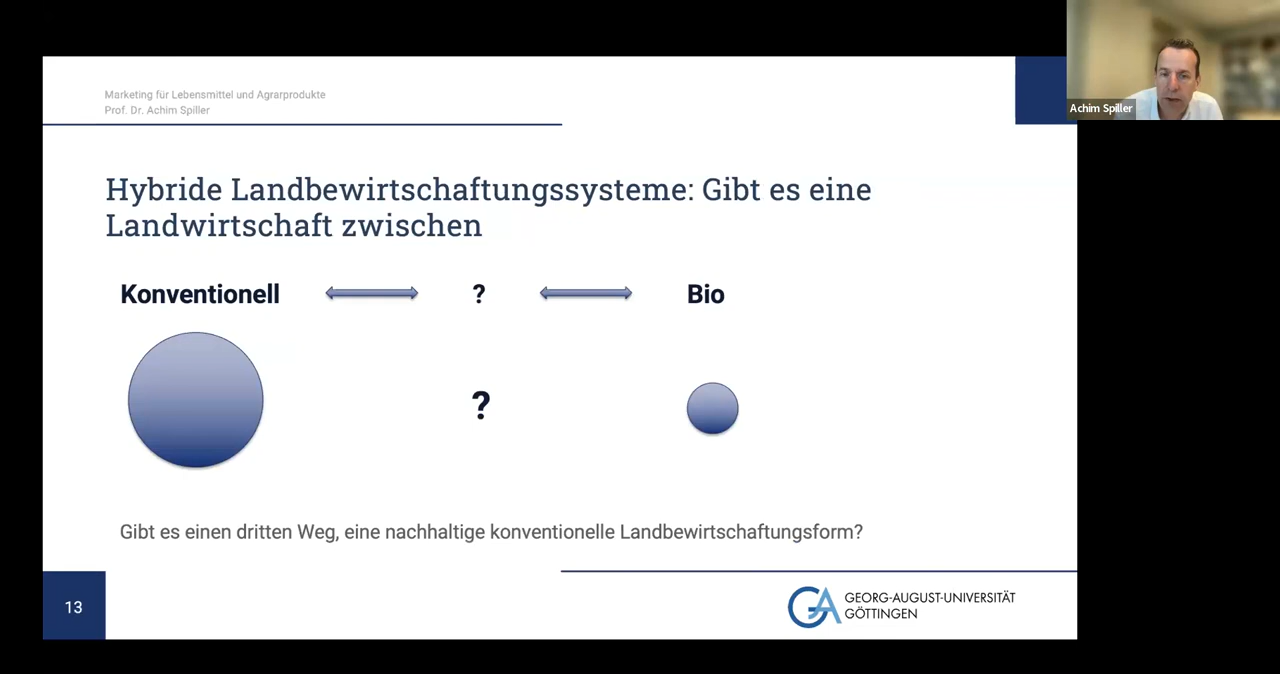 Marketing für Lebensmittel und Agrarprodukte
Prof. Dr. Achim Spiller
Achim Spiller
Hybride Landbewirtschaftungssysteme: Gibt es eine
Landwirtschaft zwischen
Konventionell ? Bio
?
Gibt es einen dritten Weg, eine nachhaltige konventionelle Landbewirtschaftungsform?
13
GA GEORG-AUGUST-UNIVERSITÄT
GÖTTINGEN